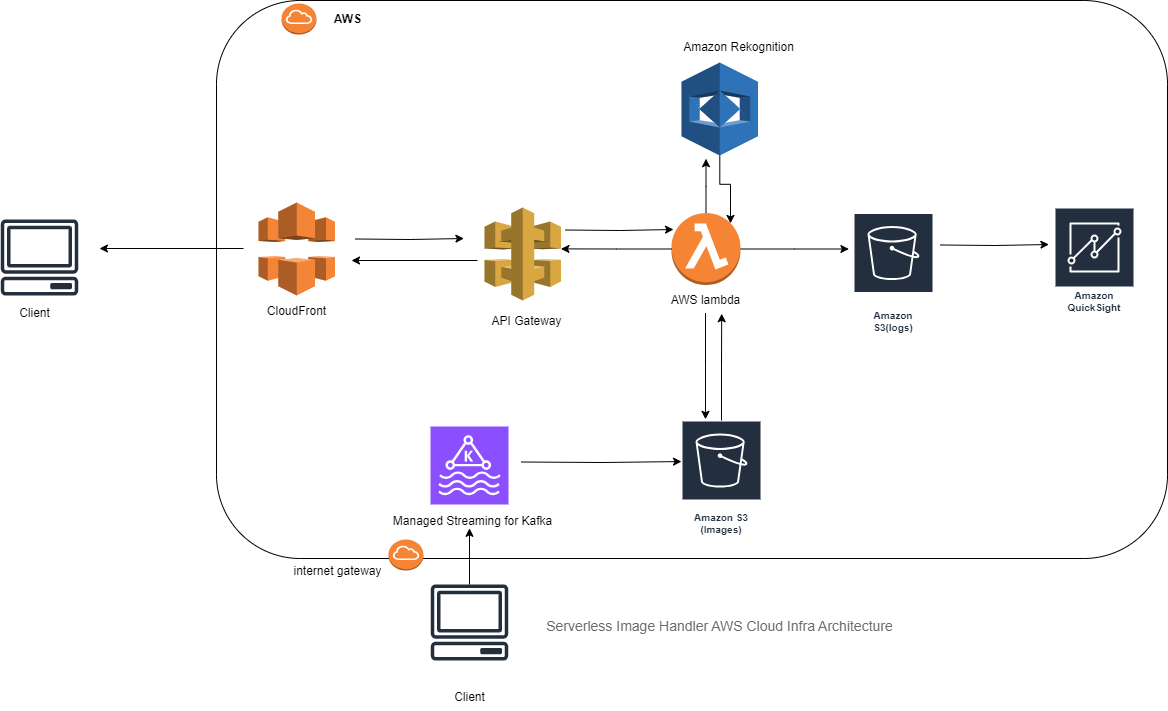 AWS
Amazon Rekognition
Client
CloudFront
API Gateway
AWS lambda
Amazon
S3(logs)
Amazon
QuickSight
K
Managed Streaming for Kafka
Amazon S3
(Images)
internet gateway
Serverless Image Handler AWS Cloud Infra Architecture
Client